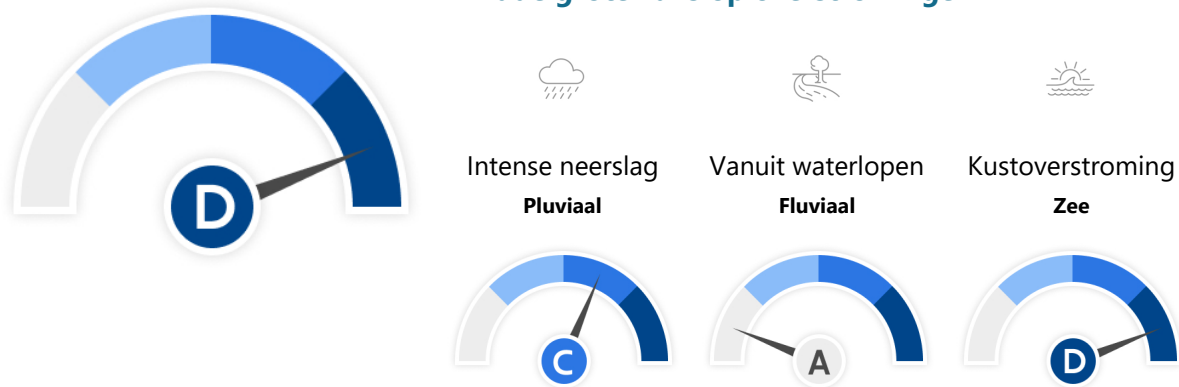 D
Intense neerslag
Pluviaal
C
Vanuit waterlopen
Fluviaal
A
Kustoverstroming
Zee
D